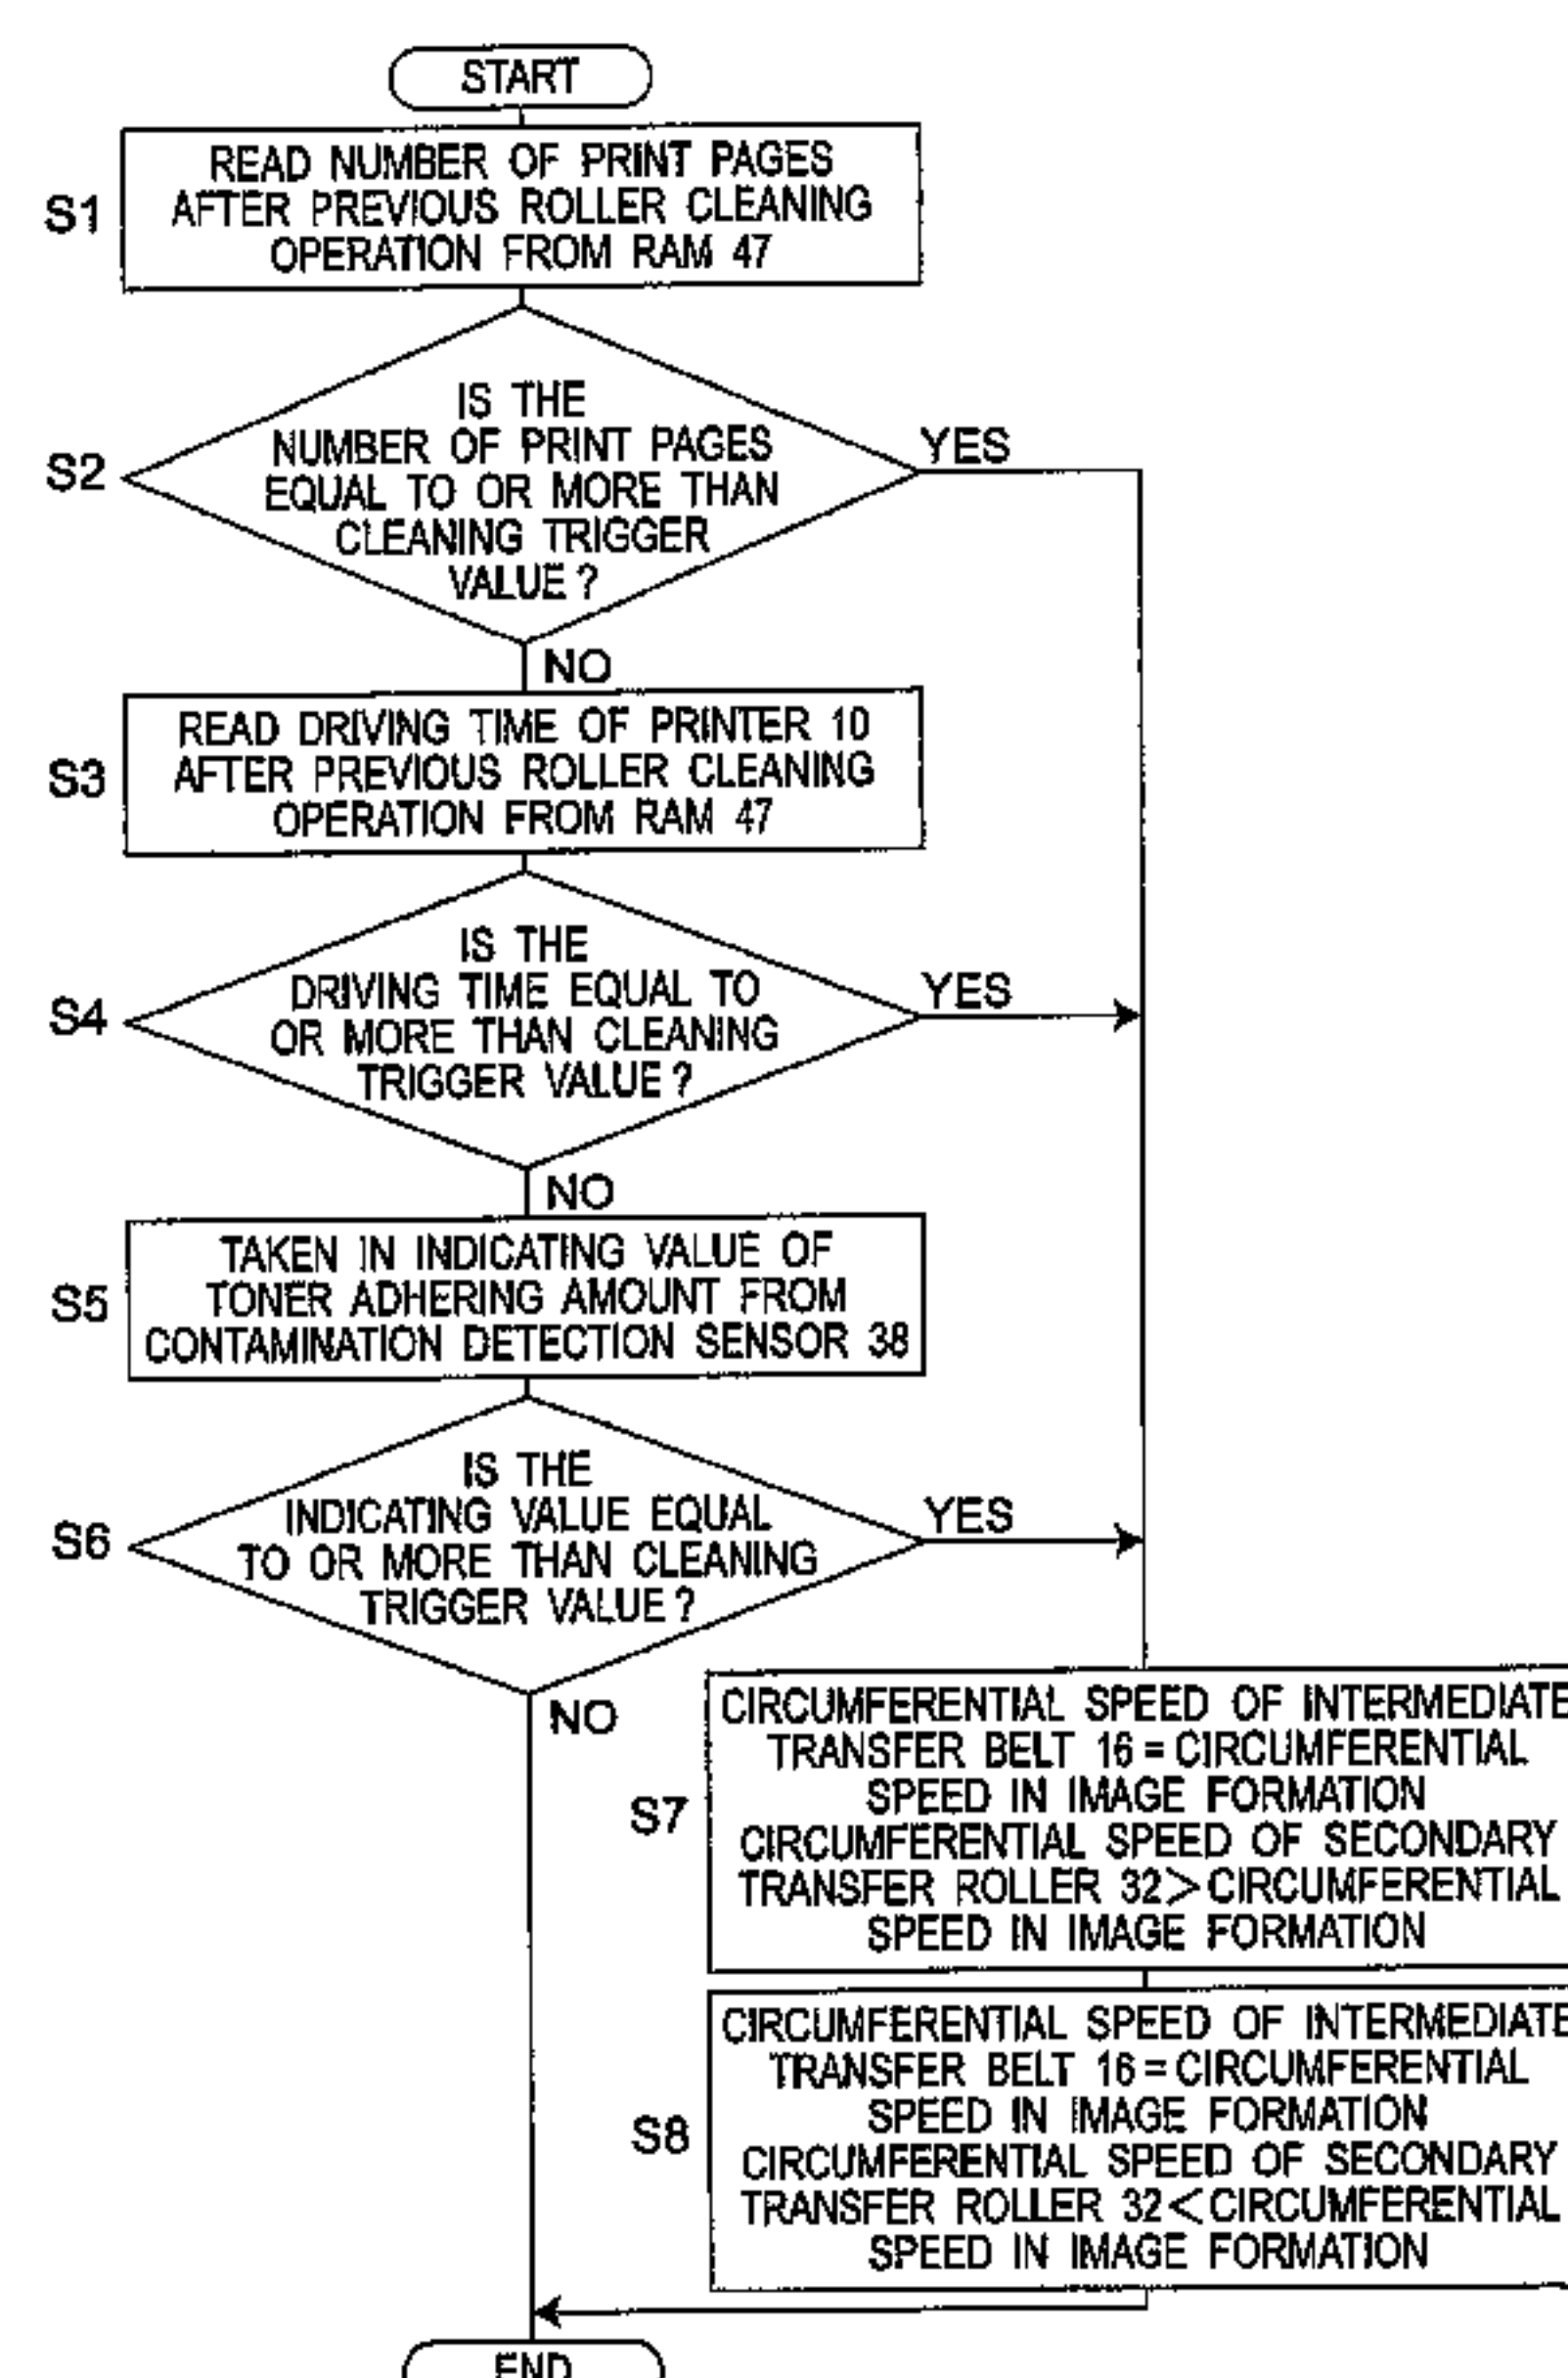 START
S1
READ NUMBER OF PRINT PAGES
AFTER PREVIOUS ROLLER CLEANING
OPERATION FROM RAM 47
S2
IS THE
NUMBER OF PRINT PAGES
EQUAL TO OR MORE THAN
CLEANING TRIGGER
VALUE?
YES
NO
S3
READ DRIVING TIME OF PRINTER 10
AFTER PREVIOUS ROLLER CLEANING
OPERATION FROM RAM 47
S4
IS THE
DRIVING TIME EQUAL TO
OR MORE THAN CLEANING
TRIGGER VALUE?
YES
NO
S5
TAKEN IN INDICATING VALUE OF
TONER ADHERING AMOUNT FROM
CONTAMINATION DETECTION SENSOR 38
S6
IS THE
INDICATING VALUE EQUAL
TO OR MORE THAN CLEANING
TRIGGER VALUE?
YES
NO
S7
CIRCUMFERENTIAL SPEED OF INTERMEDIATE
TRANSFER BELT 16=CIRCUMFERENTIAL
SPEED IN IMAGE FORMATION
CIRCUMFERENTIAL SPEED OF SECONDARY
TRANSFER ROLLER 32>CIRCUMFERENTIAL
SPEED IN IMAGE FORMATION
S8
CIRCUMFERENTIAL SPEED OF INTERMEDIATE
TRANSFER BELT 16=CIRCUMFERENTIAL
SPEED IN IMAGE FORMATION
CIRCUMFERENTIAL SPEED OF SECONDARY
TRANSFER ROLLER 32<CIRCUMFERENTIAL
SPEED IN IMAGE FORMATION
END